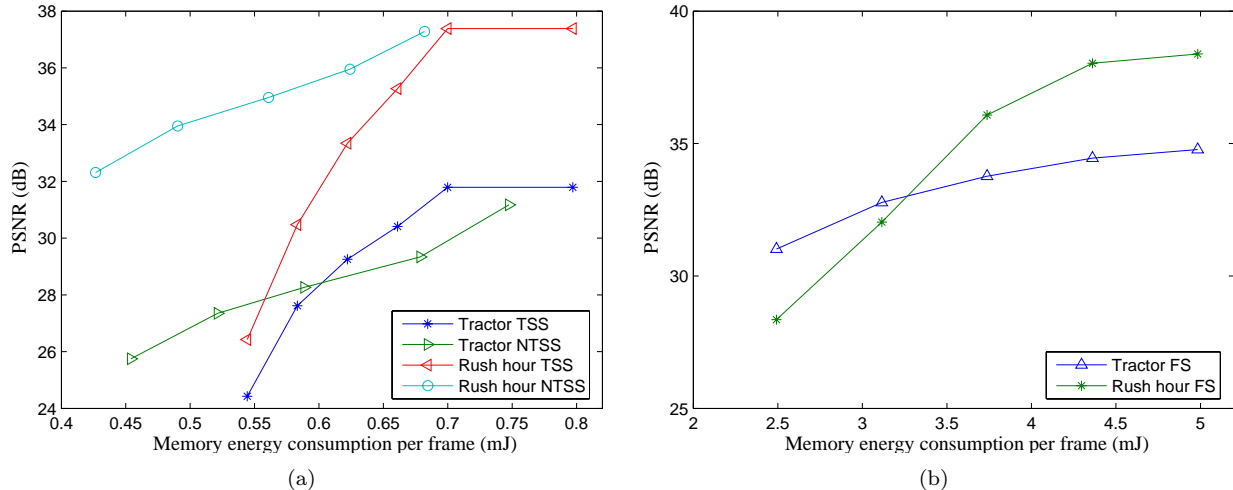 38
36
34
32
30
28
26
24
PSNR (dB)
0.4 0.45 0.5 0.55 0.6 0.65 0.7 0.75 0.8
Memory energy consumption per frame (mJ)
Tractor TSS
Tractor NTSS
Rush hour TSS
Rush hour NTSS
(a)
40
35
30
25
PSNR (dB)
2 2.5 3 3.5 4 4.5 5
Memory energy consumption per frame (mJ)
Tractor FS
Rush hour FS
(b)